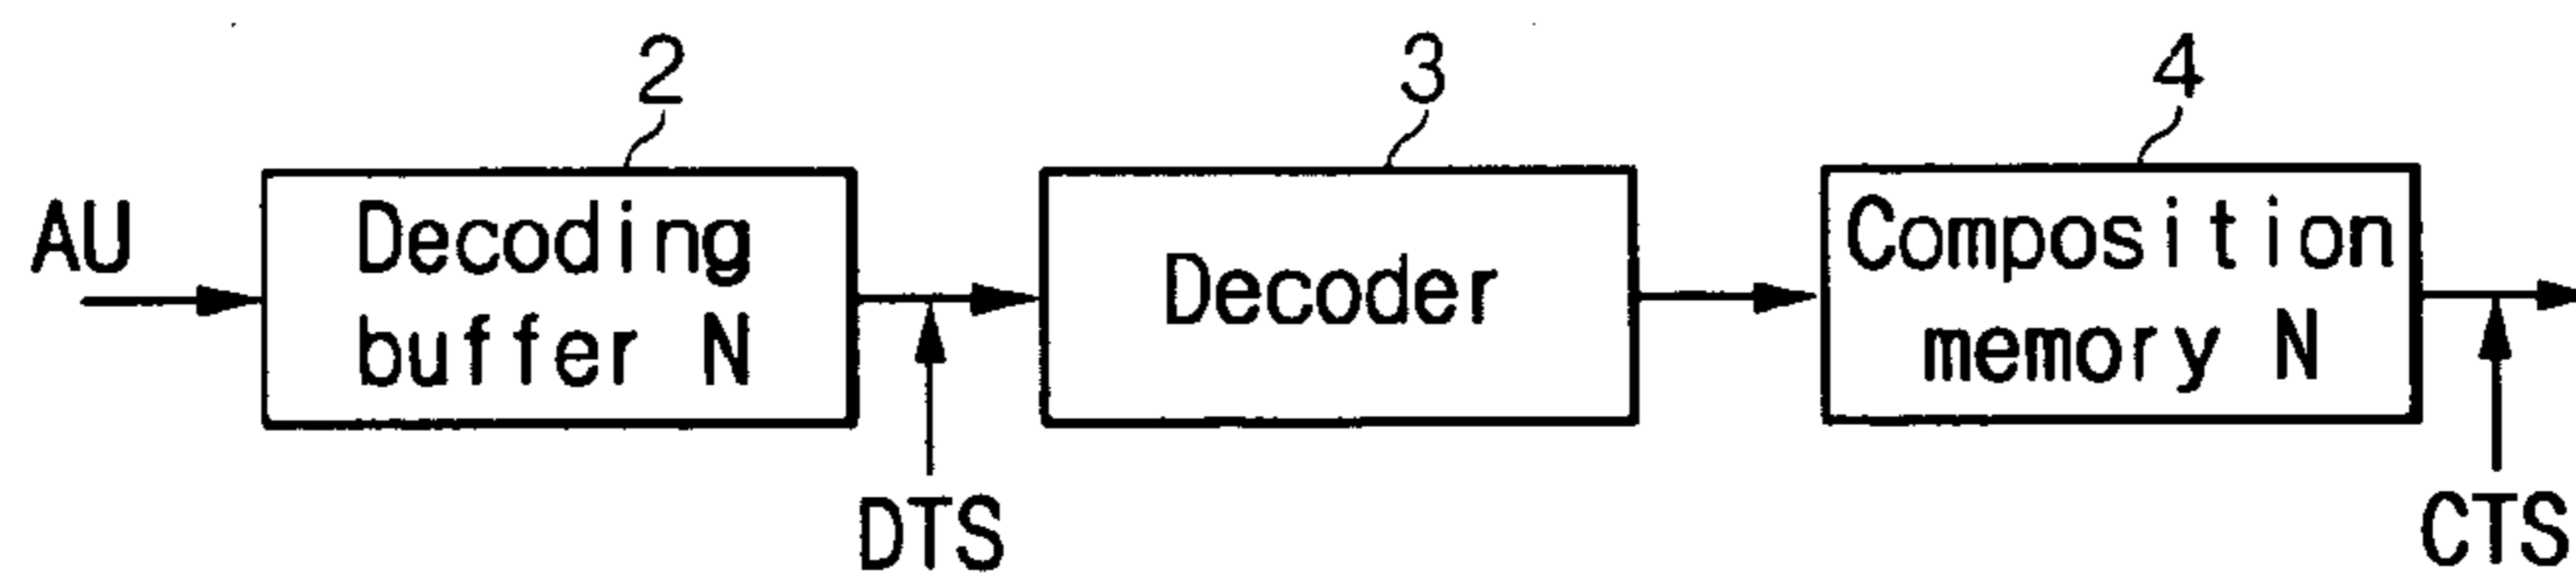 2
3
4
AU
Decoding
buffer N
Decoder
Composition
memory N
DTS
CTS